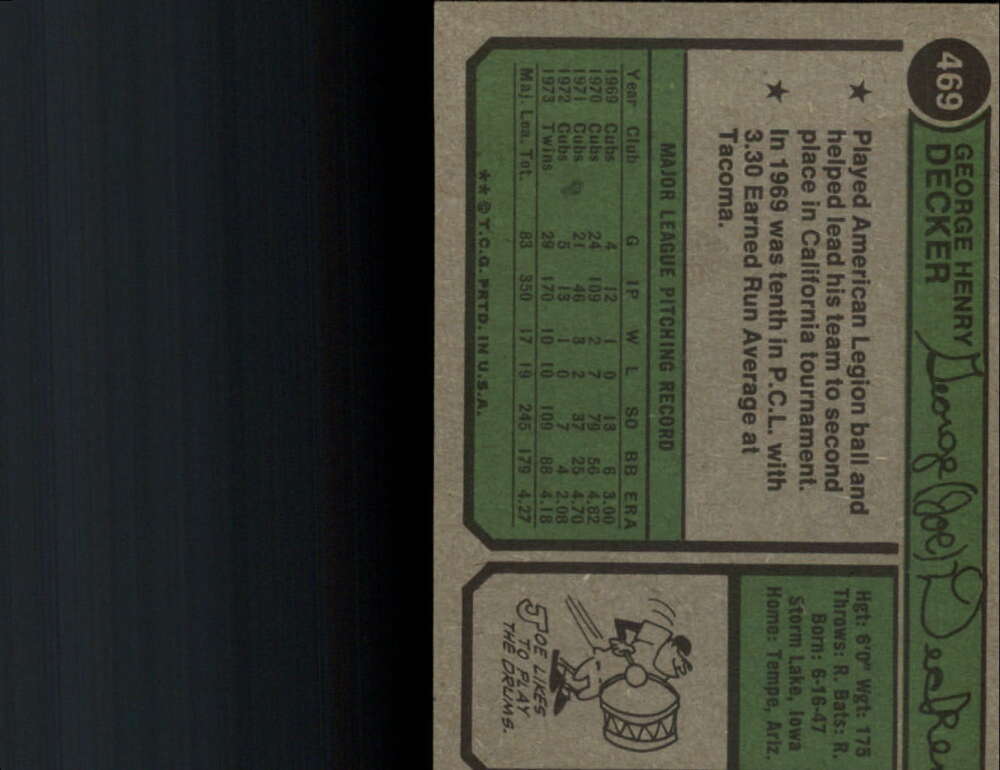 469
GEORGE HENRY
DECKER
George (Joe) Decker
★ Played American Legion ball and
helped lead his team to second
place in California tournament.
★ In 1969 was tenth in P.C.L. with
3.30 Earned Run Average at
Tacoma.
MAJOR LEAGUE PITCHING RECORD
Year Club G IP W L SO BB ERA
1969 Cubs 4 12 1 0 13 6 3.00
1970 Cubs 24 109 2 7 79 56 4.62
1971 Cubs 21 46 3 2 37 25 4.70
1972 Cubs 5 13 1 0 7 4 2.08
1973 Twins 29 170 10 10 109 88 4.18
Maj. Lea. Tot. 83 350 17 19 245 179 4.27
** © T.C.G. PRTD. IN U.S.A.
Hgt: 6'0" Wgt: 175
Throws: R. Bats: R.
Born: 6-16-47
Storm Lake, Iowa
Home: Tempe, Ariz.
JOE LIKES
TO PLAY
THE DRUMS.